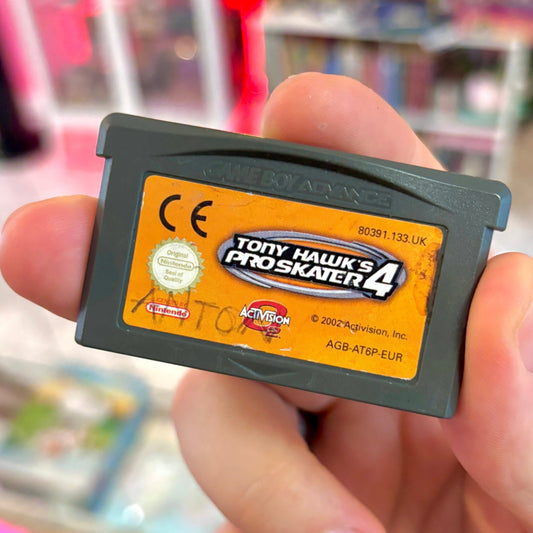 GAME BOY ADVANCE
CE
80391.133.UK
Original
Nintendo
Seal of
Quality
TONY HAWK'S
PRO SKATER 4
Nintendo
ANTON
ACTIVISION
O2
© 2002 Activision, Inc.
AGB-AT6P-EUR